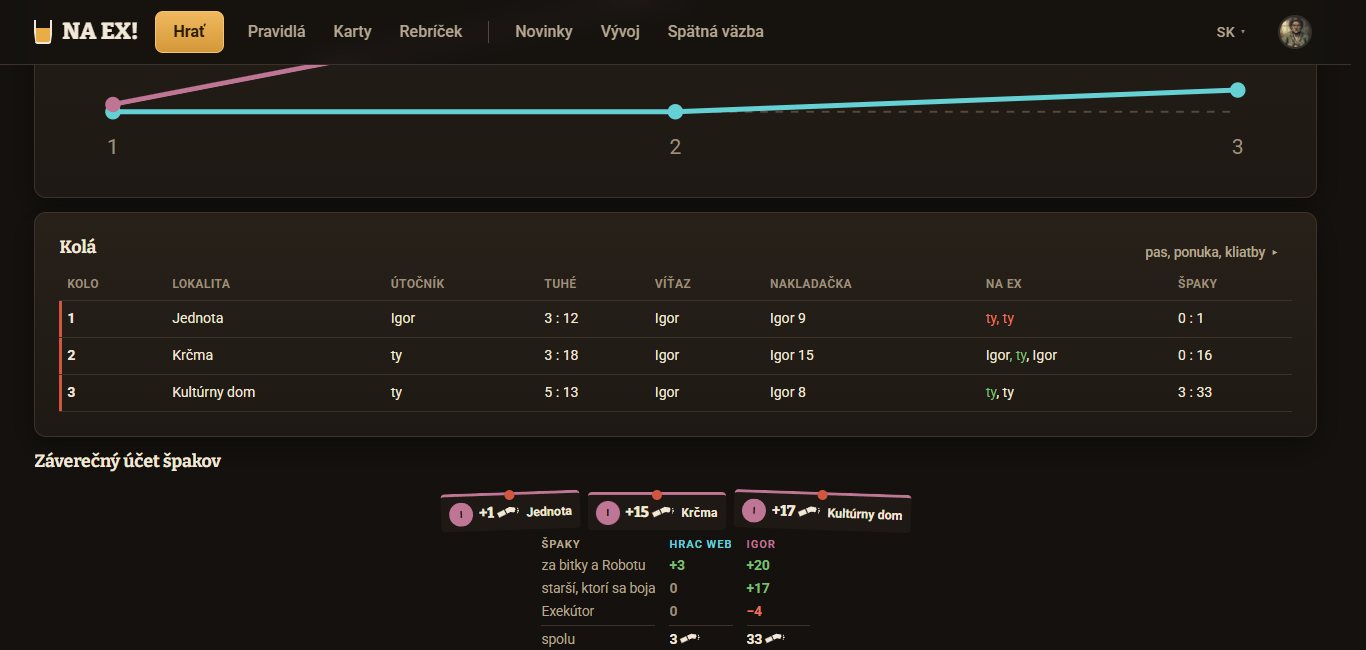 NA EX! Hrať Pravidlá Karty Rebríček Novinky Vývoj Spätná väzba SK
1 2 3
Kolá
pas, ponuka, kliatby ▸
KOLO LOKALITA ÚTOČNÍK TUHÉ VÍŤAZ NAKLADAČKA NA EX ŠPAKY
1 Jednota Igor 3 : 12 Igor Igor 9 ty, ty 0 : 1
2 Krčma ty 3 : 18 Igor Igor 15 Igor, ty, Igor 0 : 16
3 Kultúrny dom ty 5 : 13 Igor Igor 8 ty, ty 3 : 33
Záverečný účet špakov
I +1 Jednota I +15 Krčma I +17 Kultúrny dom
ŠPAKY HRAC WEB IGOR
za bitky a Robotu +3 +20
starší, ktorí sa boja 0 +17
Exekútor 0 −4
spolu 3 33